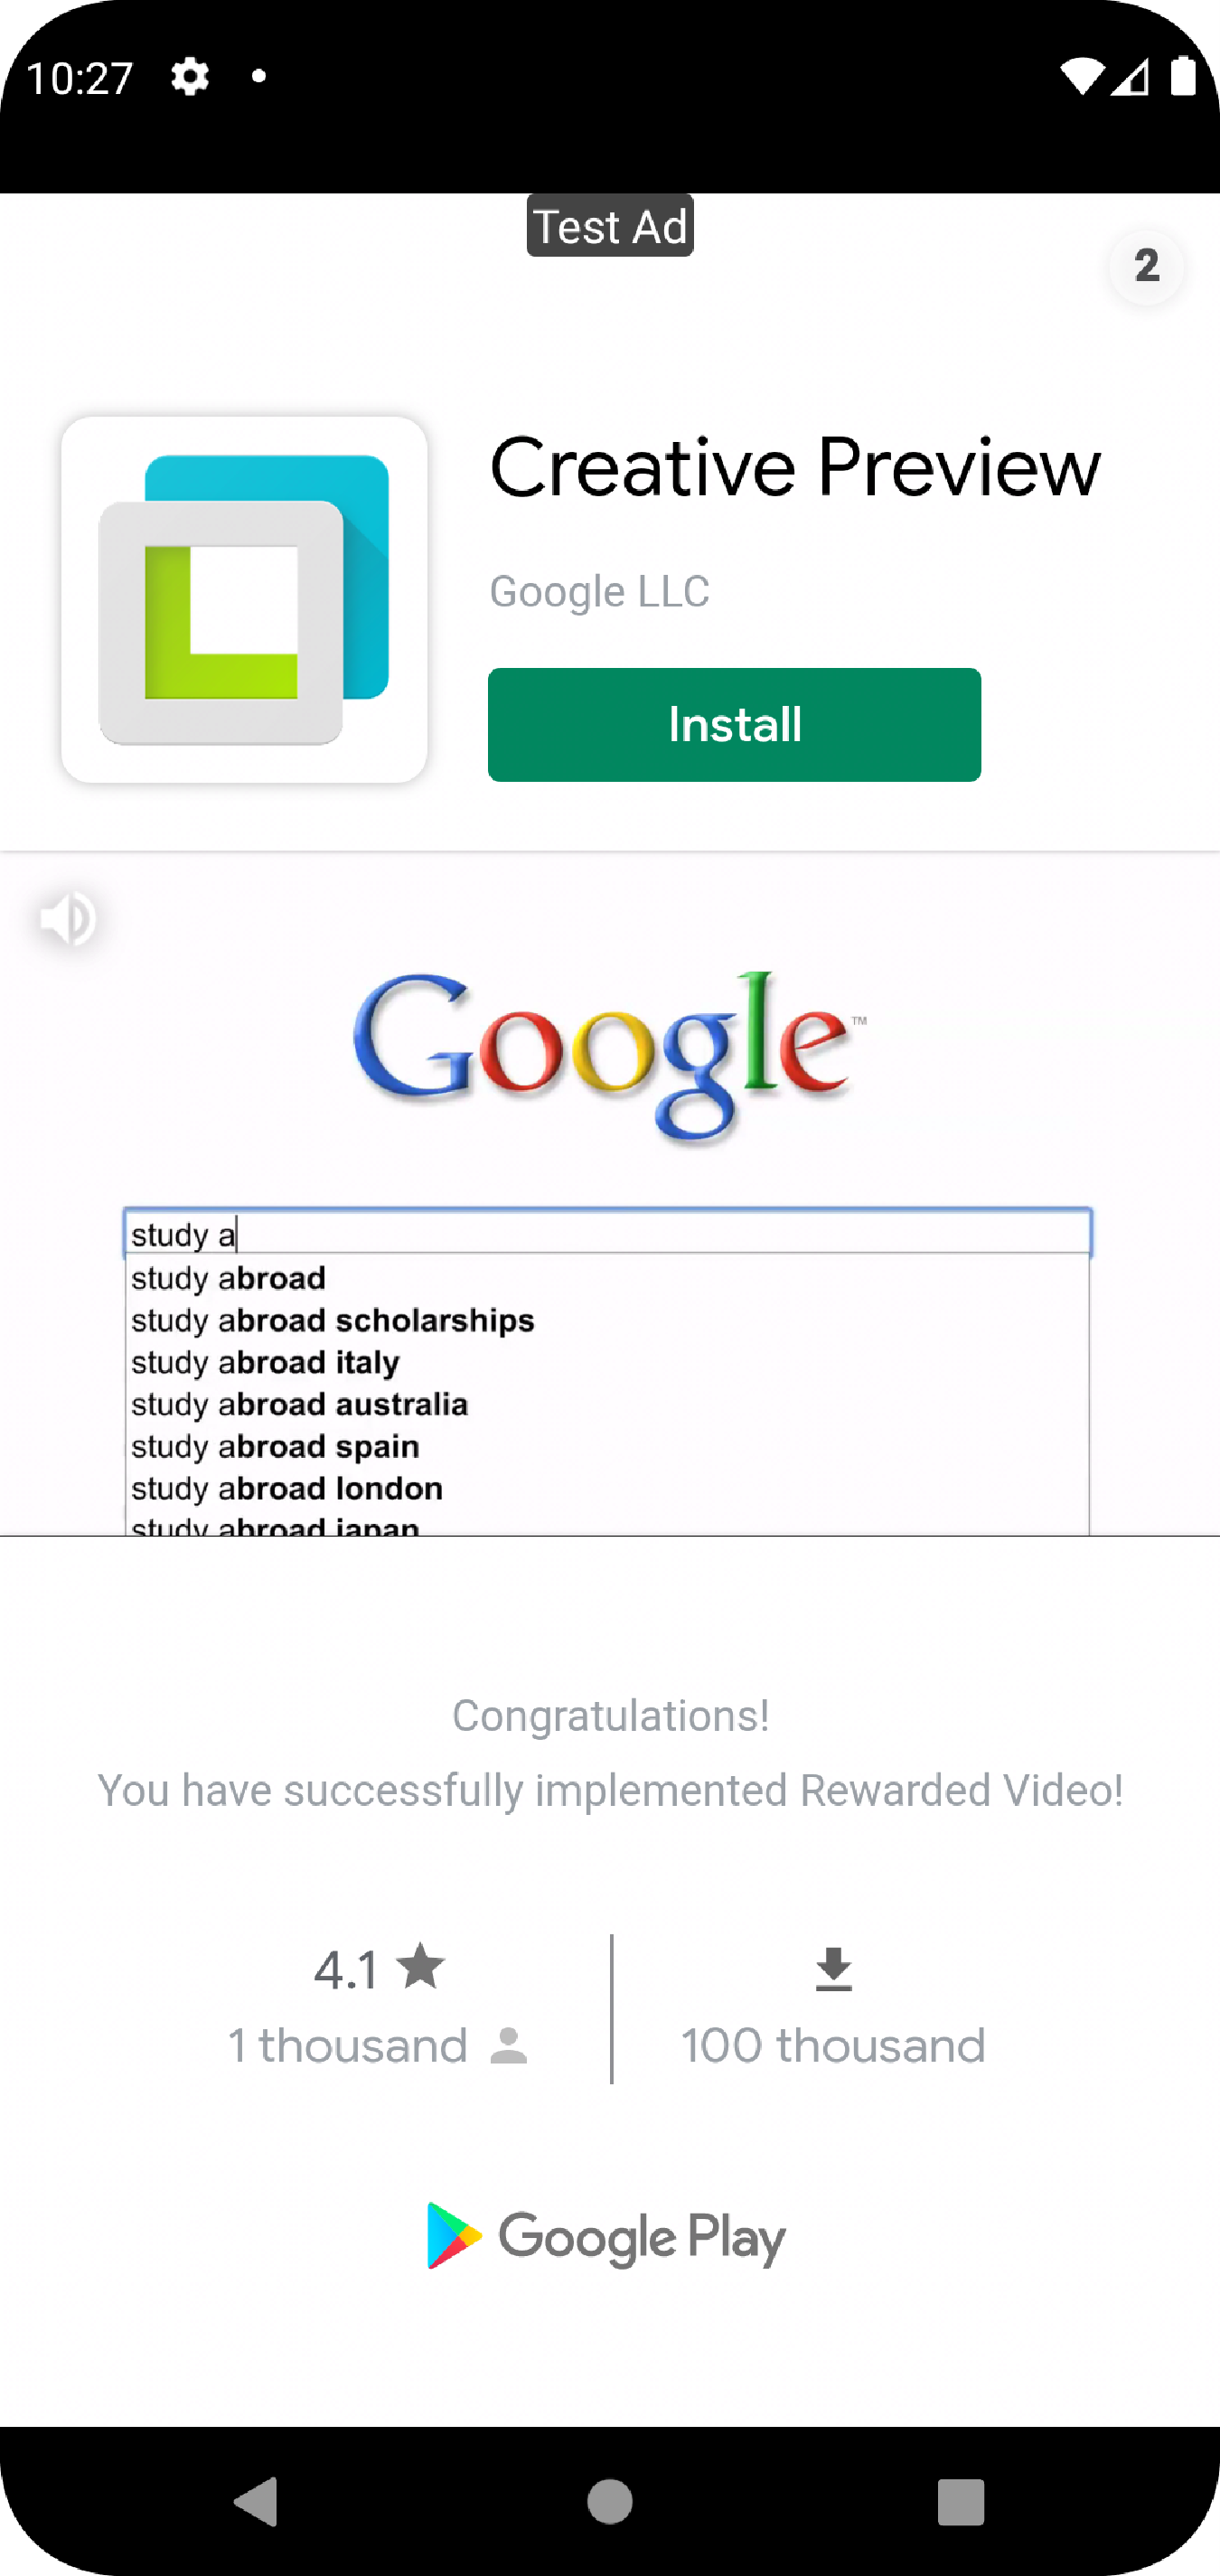 10:27
Test Ad
2
Creative Preview
Google LLC
Install
Google™
study a
study abroad
study abroad scholarships
study abroad italy
study abroad australia
study abroad spain
study abroad london
study abroad japan
Congratulations!
You have successfully implemented Rewarded Video!
4.1
1 thousand
100 thousand
Google Play